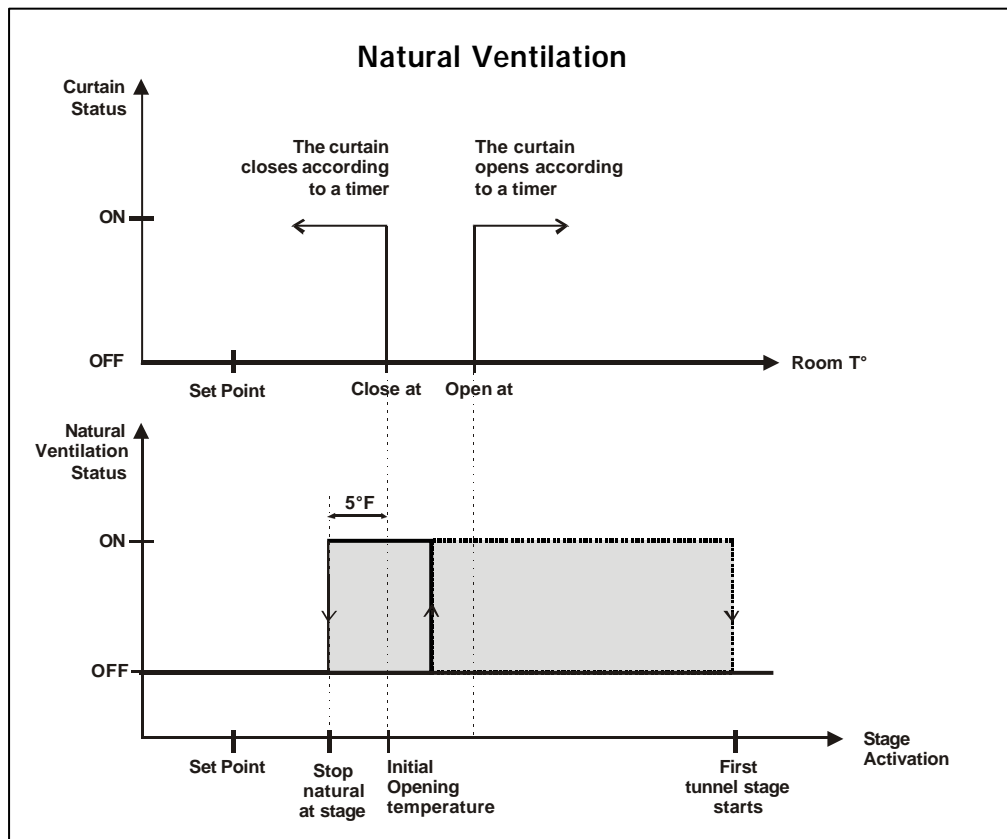 Natural Ventilation
Curtain
Status
The curtain
closes according
to a timer
The curtain
opens according
to a timer
ON
OFF
Room T°
Set Point
Close at
Open at
Natural
Ventilation
Status
5°F
ON
OFF
Set Point
Stop
natural
at stage
Initial
Opening
temperature
First
tunnel stage
starts
Stage
Activation